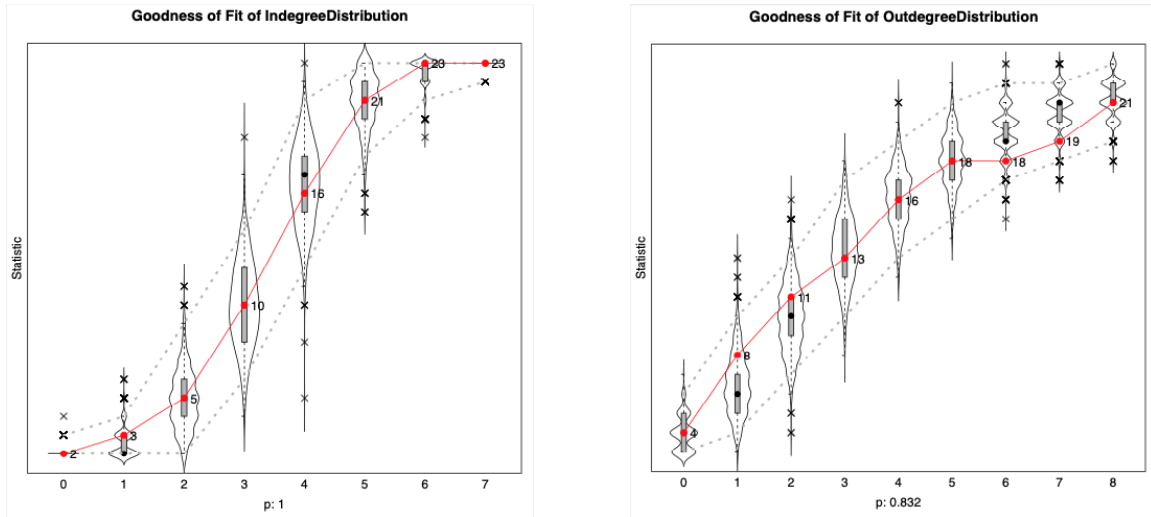 Goodness of Fit of IndegreeDistribution
Statistic
2
3
5
10
16
21
23
23
0 1 2 3 4 5 6 7
p: 1
Goodness of Fit of OutdegreeDistribution
Statistic
4
8
11
13
16
18
18
19
21
0 1 2 3 4 5 6 7 8
p: 0.832